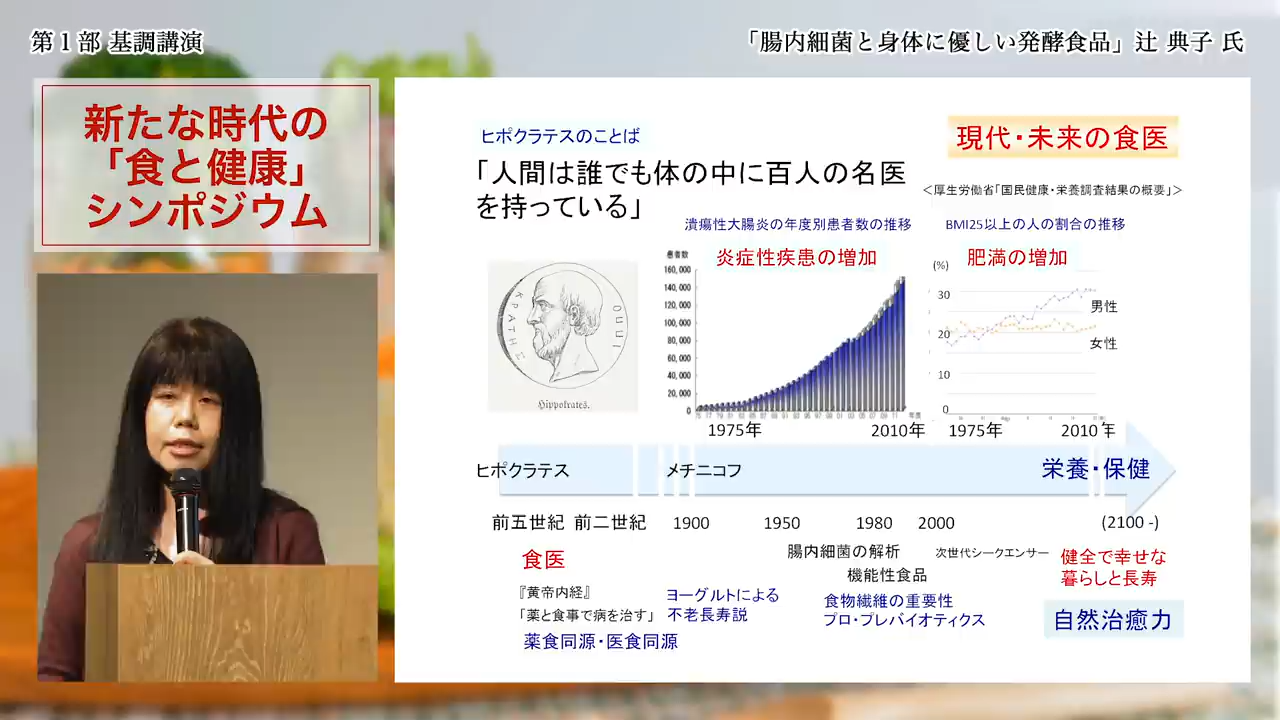 第1部 基調講演
「腸内細菌と身体に優しい発酵食品」辻 典子 氏
新たな時代の
「食と健康」
シンポジウム
ヒポクラテスのことば
「人間は誰でも体の中に百人の名医
を持っている」
現代・未来の食医
＜厚生労働省「国民健康・栄養調査結果の概要」＞
潰瘍性大腸炎の年度別患者数の推移
BMI25以上の人の割合の推移
患者数
炎症性疾患の増加
160,000
140,000
120,000
100,000
80,000
60,000
40,000
20,000
0
年度
1975年
2010年
(%)
肥満の増加
30
20
10
0
男性
女性
1975年
2010年
Hippokrates.
ヒポクラテス
メチニコフ
栄養・保健
前五世紀 前二世紀 1900 1950 1980 2000 (2100 -)
食医
『黄帝内経』
「薬と食事で病を治す」
薬食同源・医食同源
ヨーグルトによる
不老長寿説
腸内細菌の解析
機能性食品
食物繊維の重要性
プロ・プレバイオティクス
次世代シークエンサー
健全で幸せな
暮らしと長寿
自然治癒力